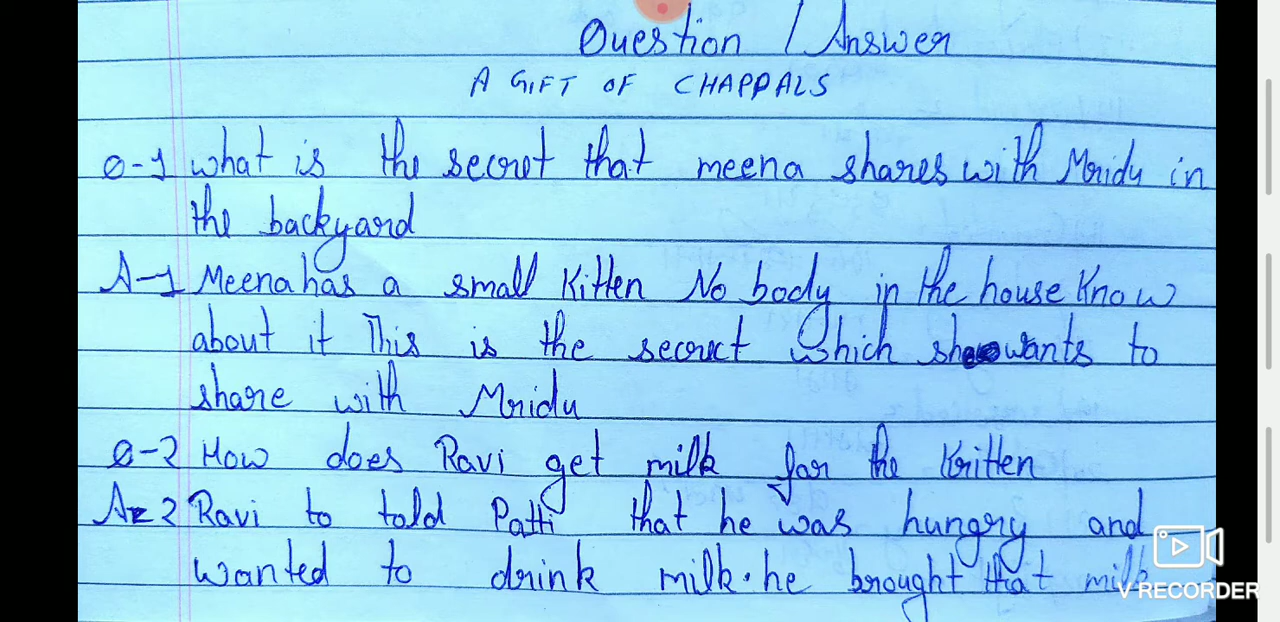 Question / Answer
A GIFT OF CHAPPALS
Q-1 what is the secret that meena shares with Mridu in
the backyard
A-1 Meena has a small Kitten No body in the house Know
about it This is the secruct which she wants to
share with Mridu
Q-2 How does Ravi get milk for the Kritten
A-2 Ravi to told Patti that he was hungry and
wanted to drink milk. he brought that milk
V RECORDER